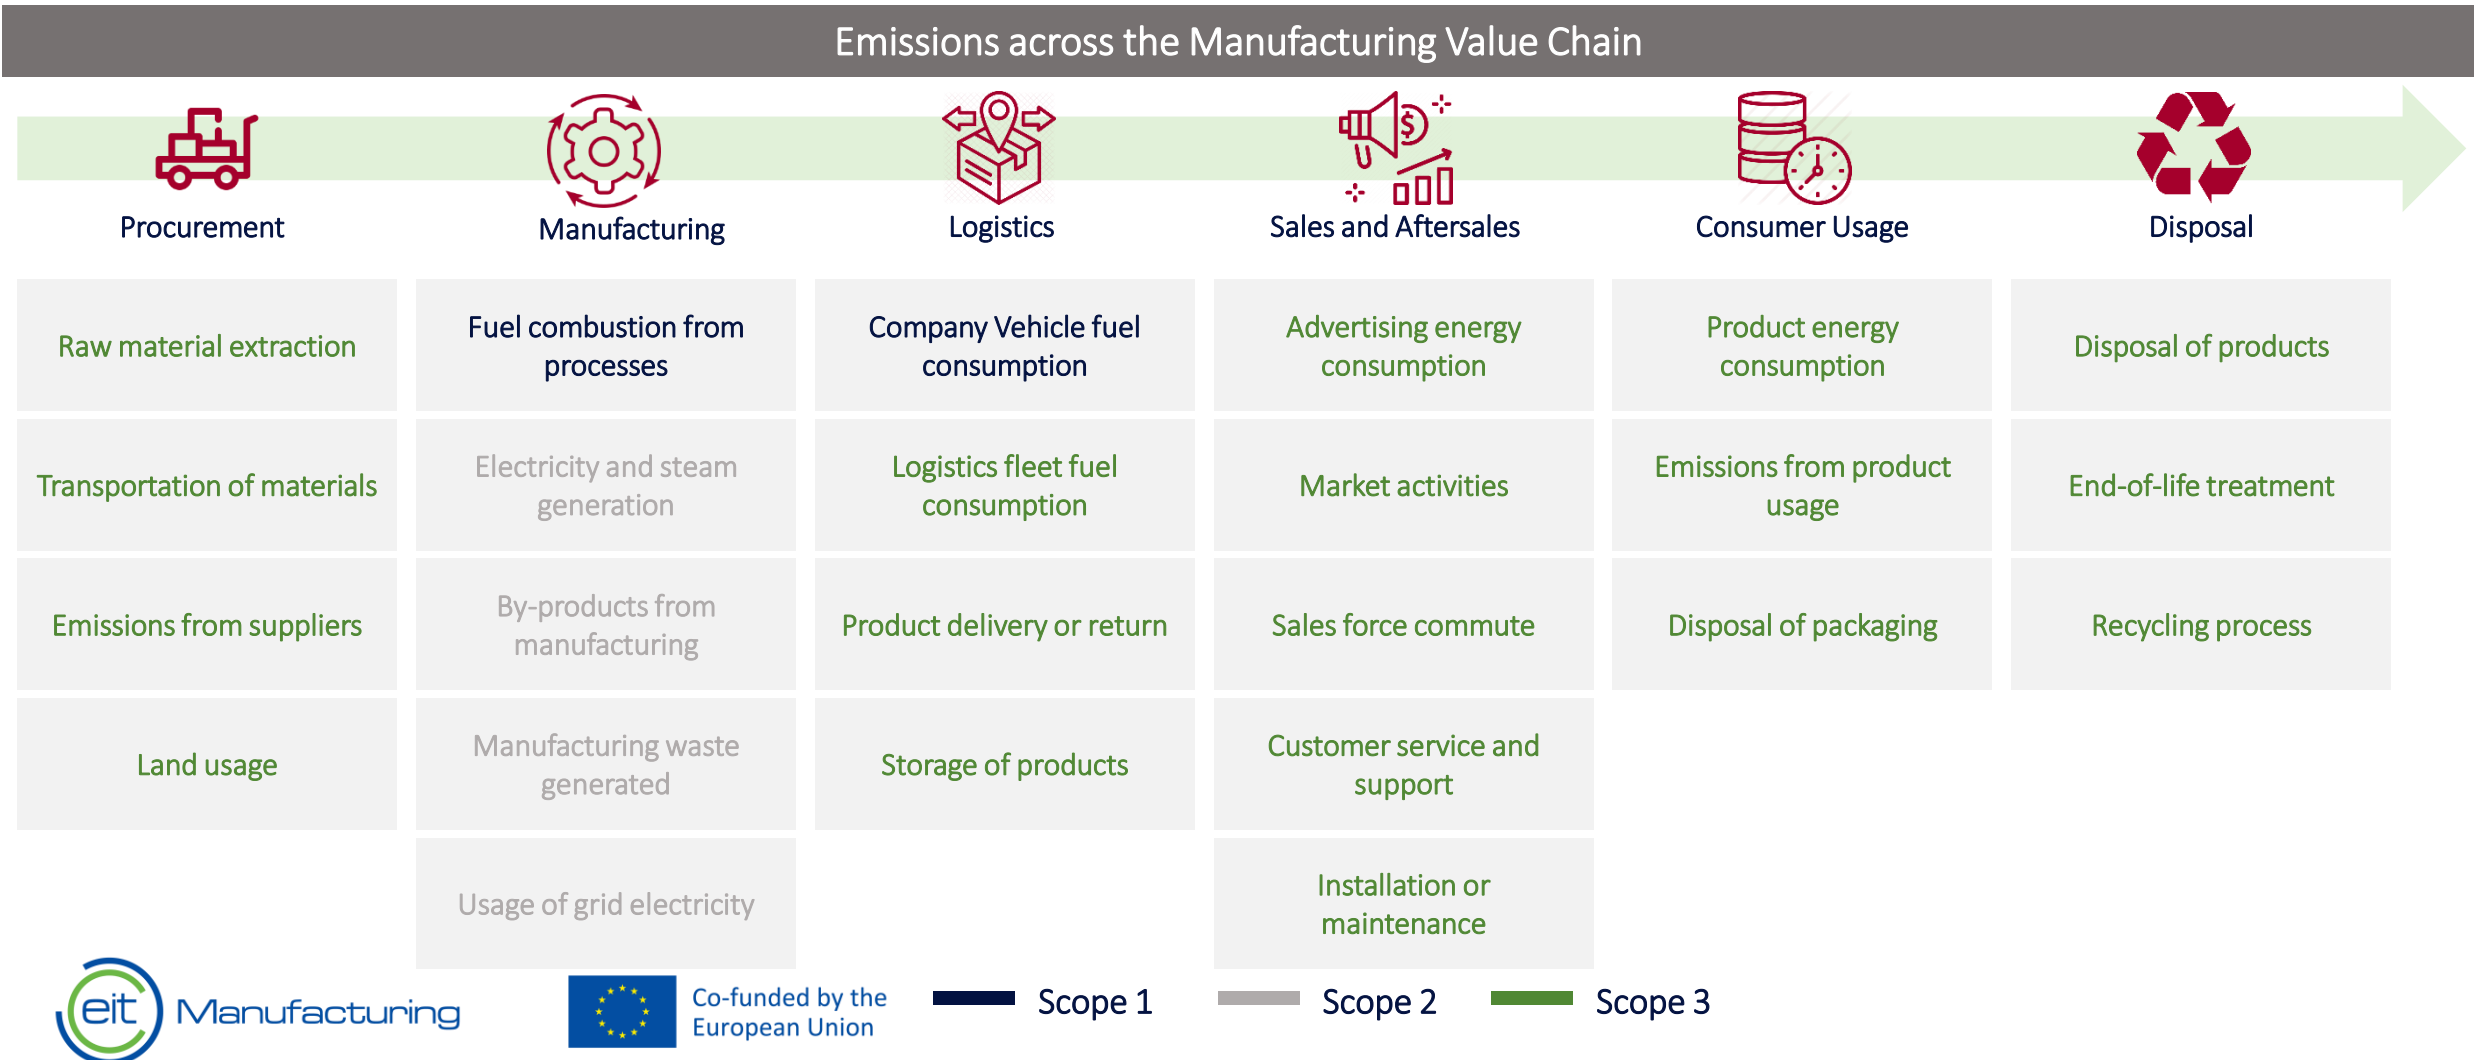 Emissions across the Manufacturing Value Chain
Procurement
Manufacturing
Logistics
Sales and Aftersales
Consumer Usage
Disposal
Raw material extraction
Transportation of materials
Emissions from suppliers
Land usage
Fuel combustion from
processes
Electricity and steam
generation
By-products from
manufacturing
Manufacturing waste
generated
Usage of grid electricity
Company Vehicle fuel
consumption
Logistics fleet fuel
consumption
Product delivery or return
Storage of products
Advertising energy
consumption
Market activities
Sales force commute
Customer service and
support
Installation or
maintenance
Product energy
consumption
Emissions from product
usage
Disposal of packaging
Disposal of products
End-of-life treatment
Recycling process
eit Manufacturing
Co-funded by the
European Union
Scope 1
Scope 2
Scope 3
$